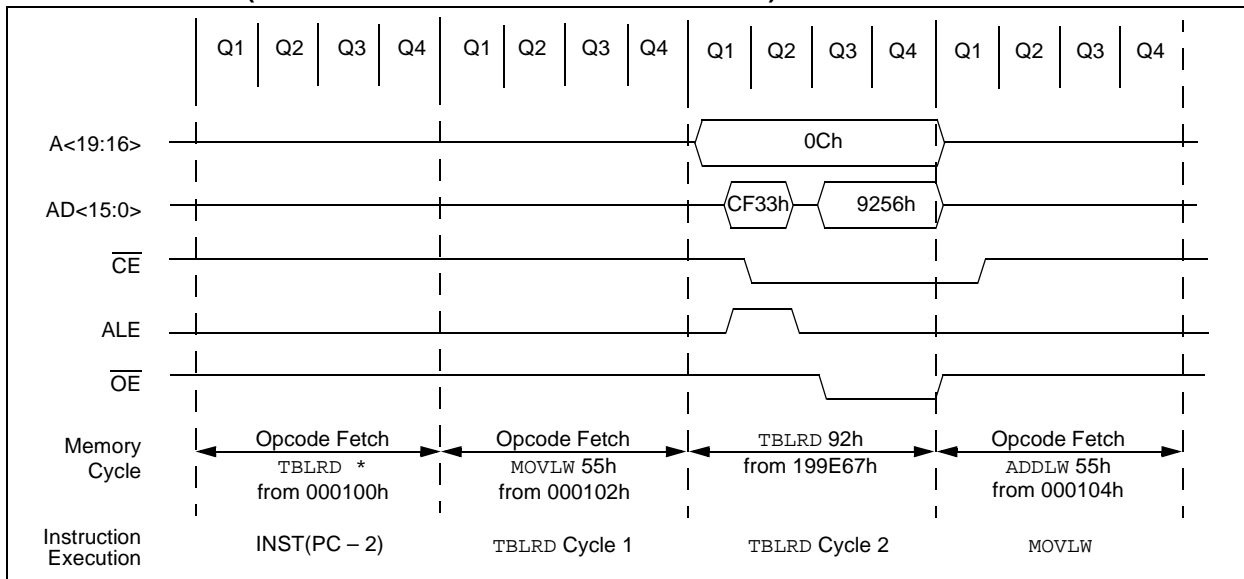 Q1 Q2 Q3 Q4 Q1 Q2 Q3 Q4 Q1 Q2 Q3 Q4 Q1 Q2 Q3 Q4
A<19:16> 0Ch
AD<15:0> CF33h 9256h
CE
ALE
OE
Memory
Cycle
Opcode Fetch
TBLRD *
from 000100h
Opcode Fetch
MOVLW 55h
from 000102h
TBLRD 92h
from 199E67h
Opcode Fetch
ADDLW 55h
from 000104h
Instruction
Execution
INST(PC – 2) TBLRD Cycle 1 TBLRD Cycle 2 MOVLW